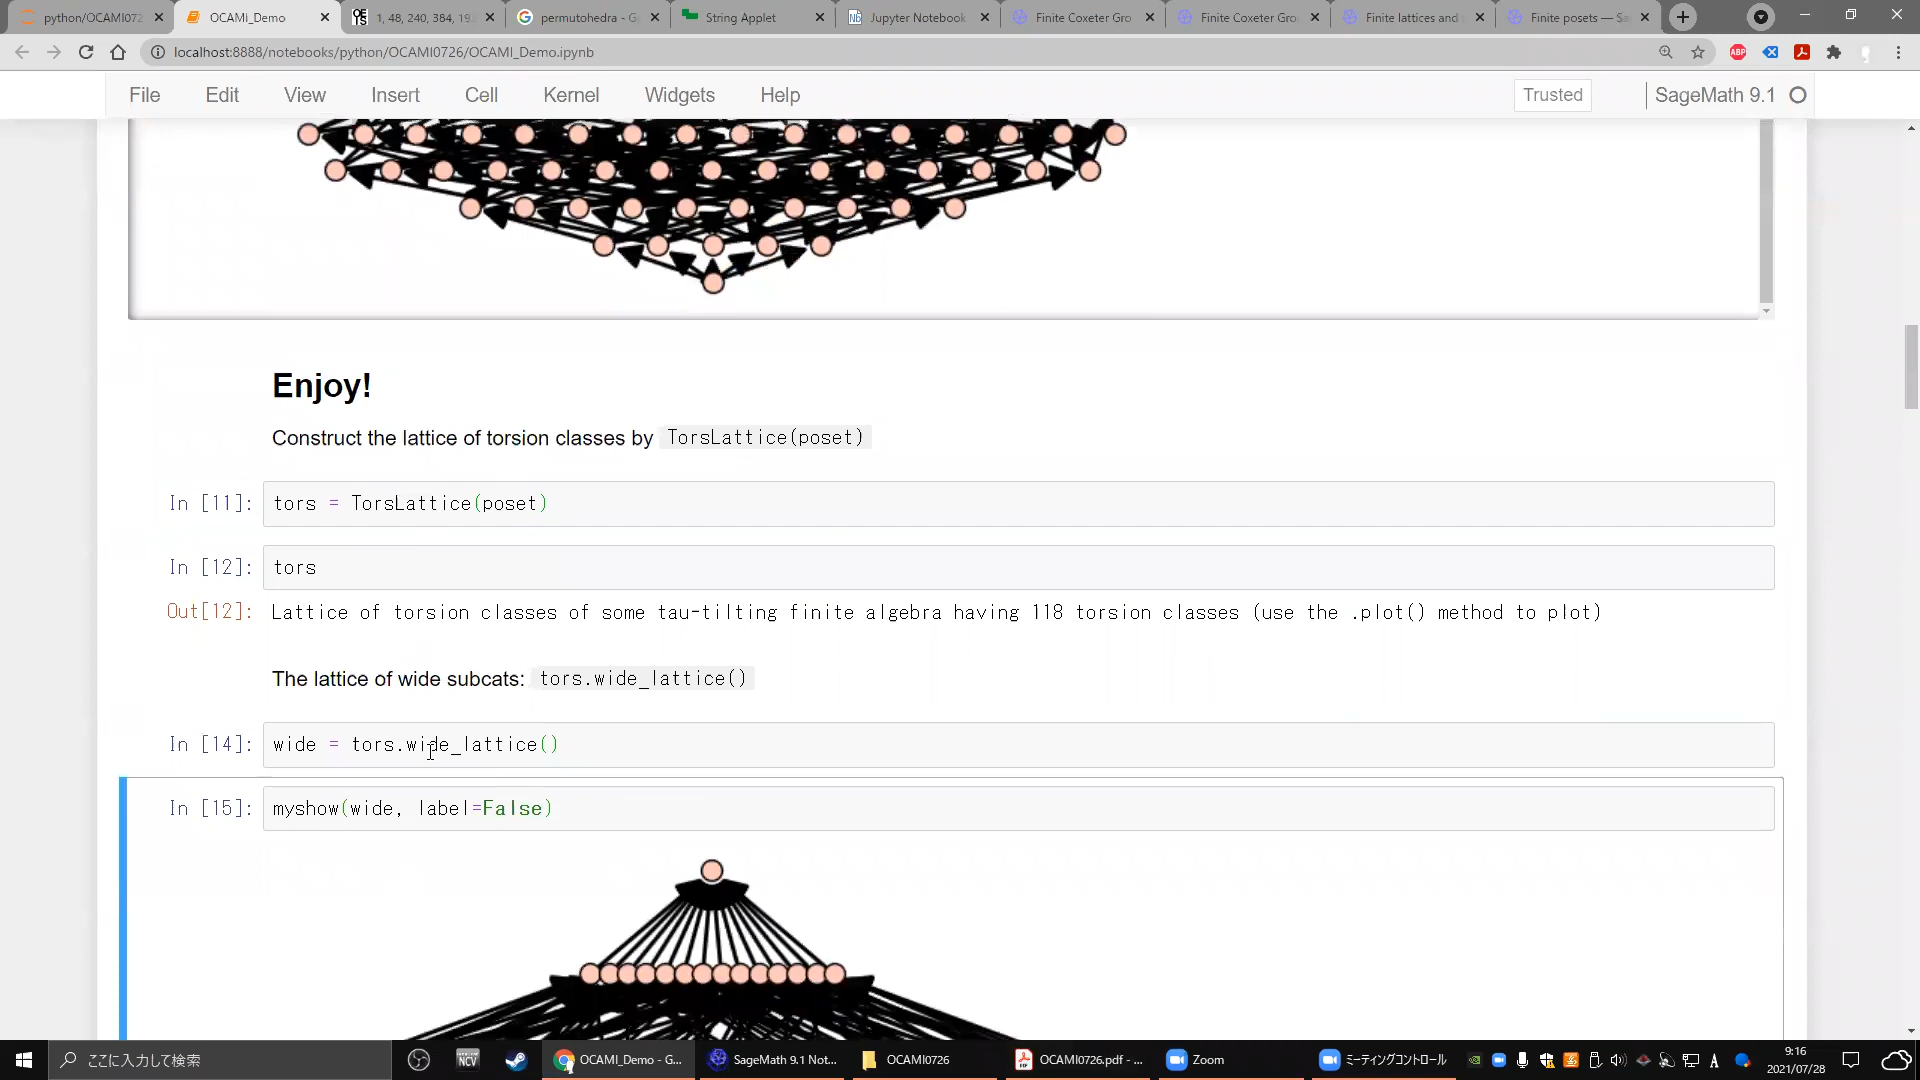 python/OCAMI072
OCAMi_Demo
1, 48, 240, 384, 192
permutohedra - G
String Applet
Jupyter Notebook
Finite Coxeter Gro
Finite Coxeter Gro
Finite lattices and
Finite posets — Sa
localhost:8888/notebooks/python/OCAMI0726/OCAMI_Demo.ipynb
ABP
File Edit View Insert Cell Kernel Widgets Help
Trusted
SageMath 9.1
Enjoy!
Construct the lattice of torsion classes by TorsLattice(poset)
In [11]: tors = TorsLattice(poset)
In [12]: tors
Out[12]: Lattice of torsion classes of some tau-tilting finite algebra having 118 torsion classes (use the .plot() method to plot)
The lattice of wide subcats: tors.wide_lattice()
In [14]: wide = tors.wide_lattice()
In [15]: myshow(wide, label=False)
ここに入力して検索
NCV
OCAMI_Demo - G...
SageMath 9.1 Not...
OCAMI0726
OCAMI0726.pdf - ...
Zoom
ミーティングコントロール
A
9:16
2021/07/28